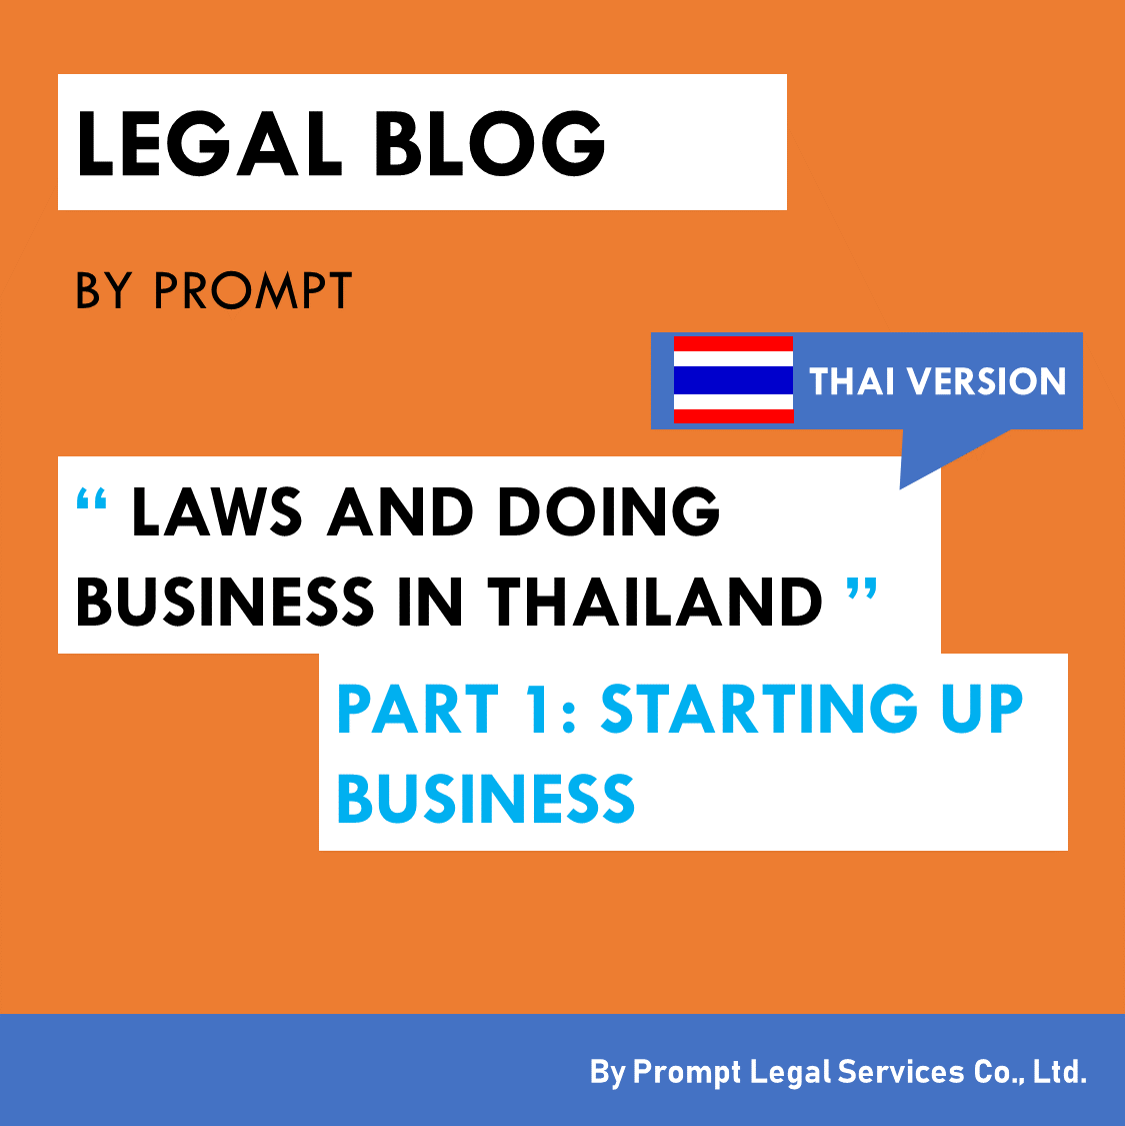 LEGAL BLOG
BY PROMPT
THAI VERSION
“ LAWS AND DOING
BUSINESS IN THAILAND ”
PART 1: STARTING UP
BUSINESS
By Prompt Legal Services Co., Ltd.